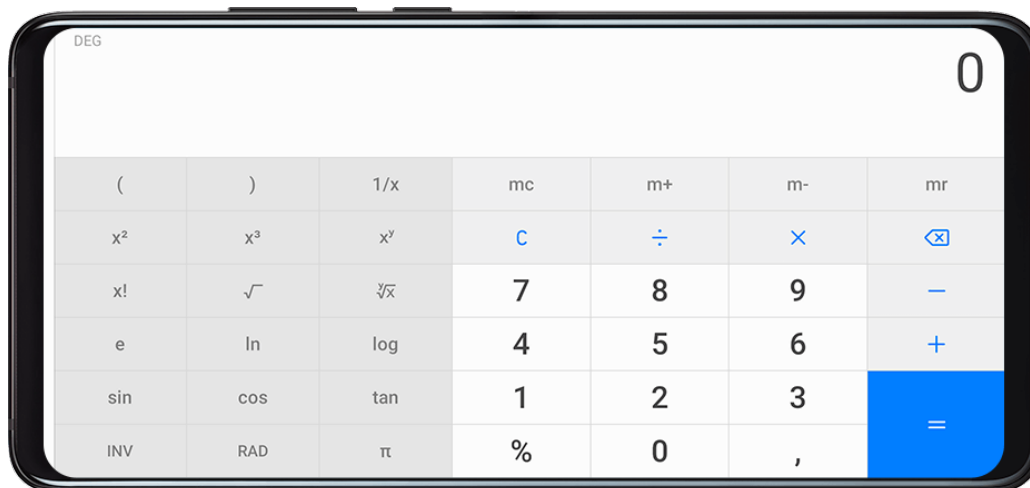 DEG
0
( ) 1/x mc m+ m- mr
x² x³ xʸ C ÷ ×
x! √ ʸ√x 7 8 9 −
e ln log 4 5 6 +
sin cos tan 1 2 3 =
INV RAD π % 0 ,